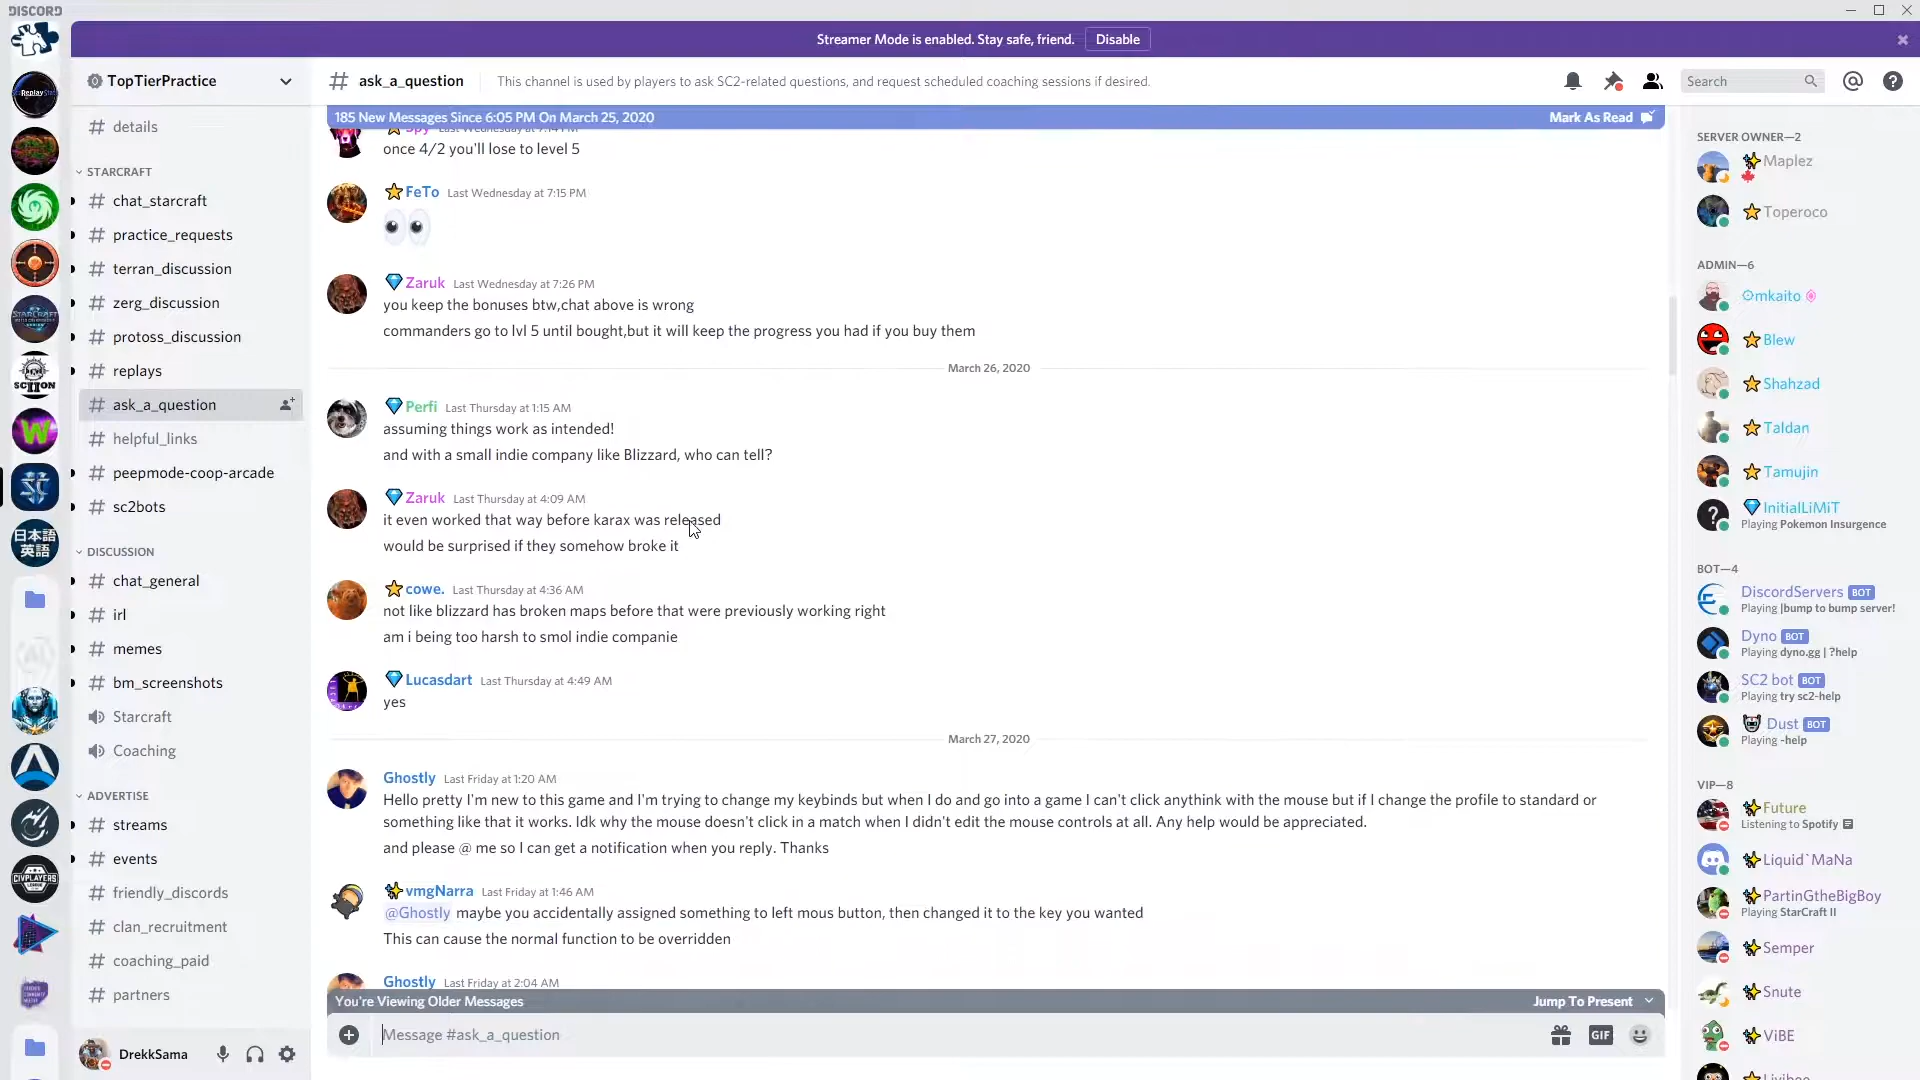 DISCORD
Streamer Mode is enabled. Stay safe, friend.
Disable
TopTierPractice
details
STARCRAFT
# chat_starcraft
# practice_requests
# terran_discussion
# zerg_discussion
# protoss_discussion
# replays
# ask_a_question
# helpful_links
# peepmode-coop-arcade
# sc2bots
DISCUSSION
# chat_general
# irl
# memes
# bm_screenshots
Starcraft
Coaching
ADVERTISE
# streams
# events
# friendly_discords
# clan_recruitment
# coaching_paid
# partners
DrekkSama
# ask_a_question
This channel is used by players to ask SC2-related questions, and request scheduled coaching sessions if desired.
Search
185 New Messages Since 6:05 PM On March 25, 2020
Mark As Read
Spy Last Wednesday at 7:14 PM
once 4/2 you'll lose to level 5
FeTo Last Wednesday at 7:15 PM
Zaruk Last Wednesday at 7:26 PM
you keep the bonuses btw,chat above is wrong
commanders go to lvl 5 until bought,but it will keep the progress you had if you buy them
March 26, 2020
Perfi Last Thursday at 1:15 AM
assuming things work as intended!
and with a small indie company like Blizzard, who can tell?
Zaruk Last Thursday at 4:09 AM
it even worked that way before karax was released
would be surprised if they somehow broke it
cowe. Last Thursday at 4:36 AM
not like blizzard has broken maps before that were previously working right
am i being too harsh to smol indie companie
Lucasdart Last Thursday at 4:49 AM
yes
March 27, 2020
Ghostly Last Friday at 1:20 AM
Hello pretty I'm new to this game and I'm trying to change my keybinds but when I do and go into a game I can't click anythink with the mouse but if I change the profile to standard or
something like that it works. Idk why the mouse doesn't click in a match when I didn't edit the mouse controls at all. Any help would be appreciated.
and please @ me so I can get a notification when you reply. Thanks
vmgNarra Last Friday at 1:46 AM
@Ghostly maybe you accidentally assigned something to left mous button, then changed it to the key you wanted
This can cause the normal function to be overridden
Ghostly Last Friday at 2:04 AM
You're Viewing Older Messages
Jump To Present
Message #ask_a_question
GIF
SERVER OWNER—2
Maplez
Toperoco
ADMIN—6
mkaito
Blew
Shahzad
Taldan
Tamujin
InitialLiMiT
Playing Pokemon Insurgence
BOT—4
DiscordServers BOT
Playing |bump to bump server!
Dyno BOT
Playing dyno.gg | ?help
SC2 bot BOT
Playing try sc2-help
Dust BOT
Playing -help
VIP—8
Future
Listening to Spotify
Liquid`MaNa
PartinGtheBigBoy
Playing StarCraft II
Semper
Snute
ViBE
日本語
英語